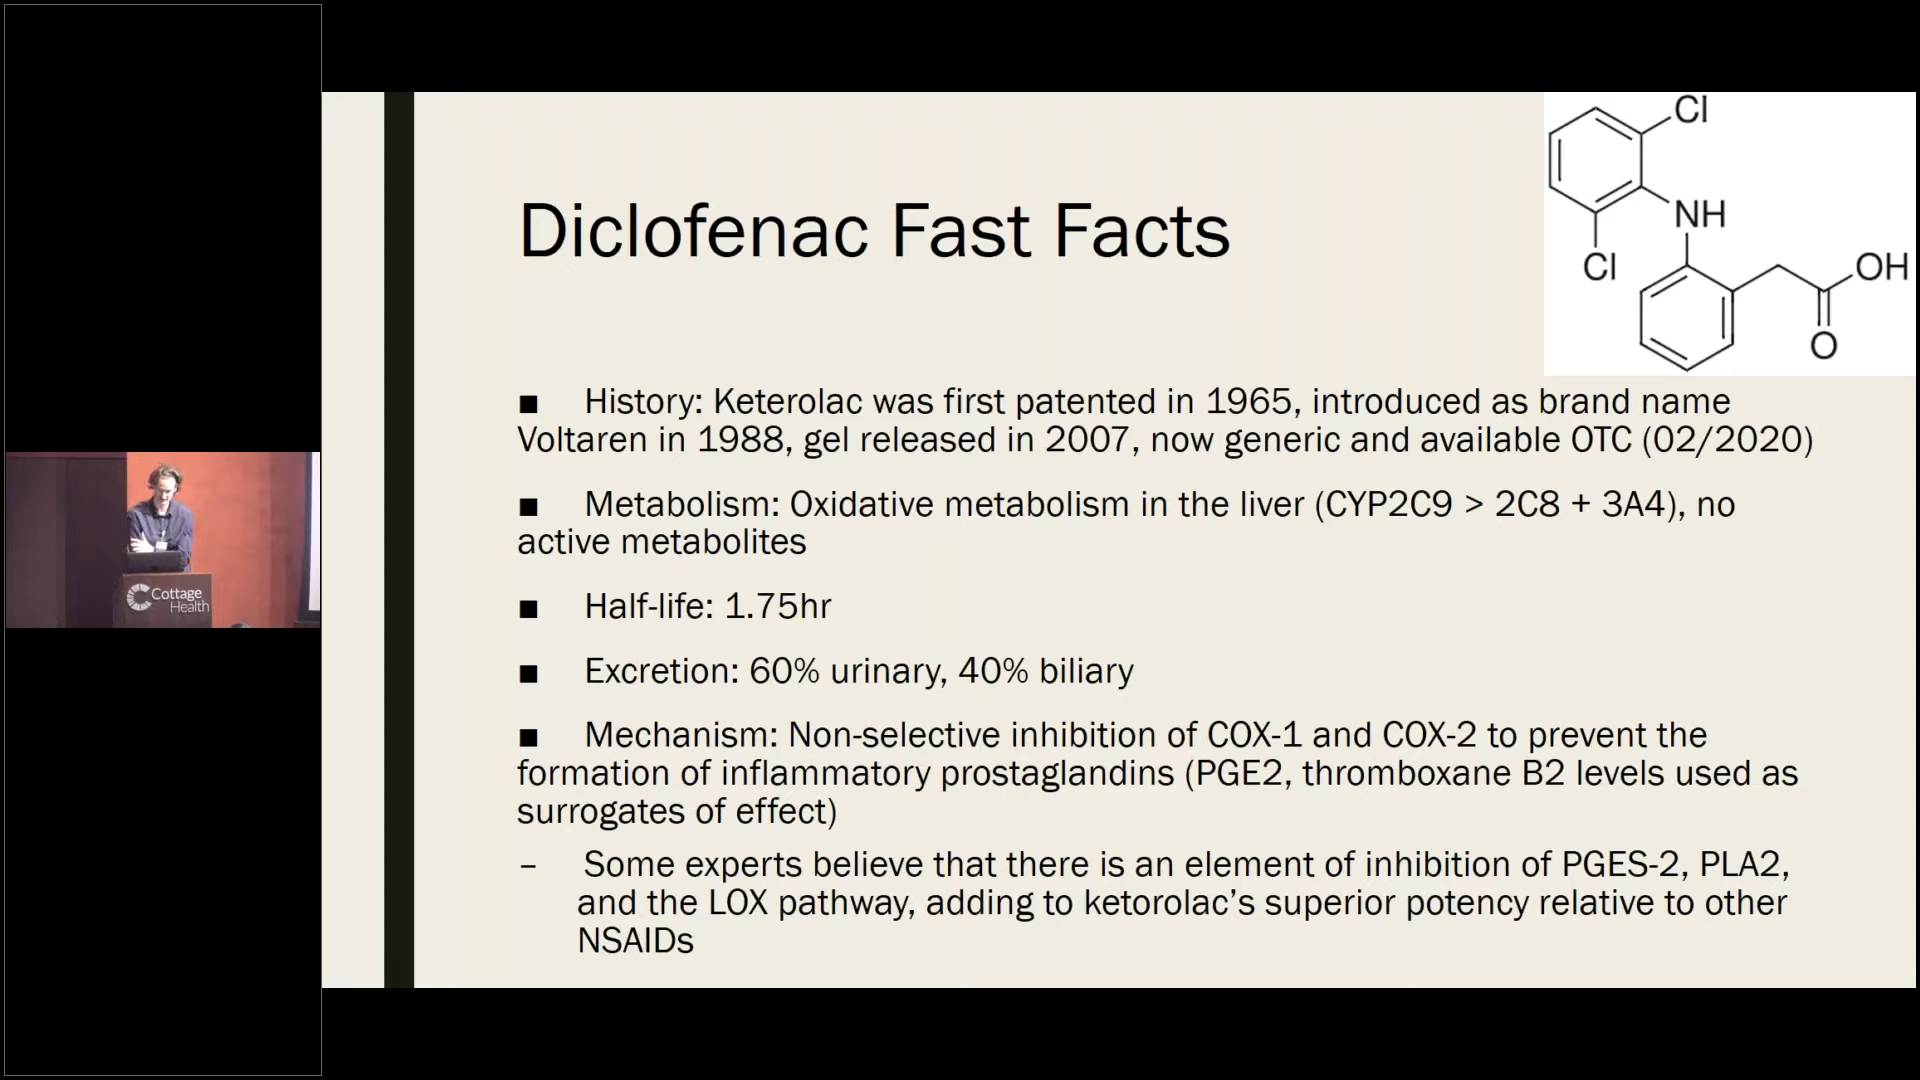 Diclofenac Fast Facts
Cl
NH
Cl
OH
O
■ History: Keterolac was first patented in 1965, introduced as brand name
Voltaren in 1988, gel released in 2007, now generic and available OTC (02/2020)
■ Metabolism: Oxidative metabolism in the liver (CYP2C9 > 2C8 + 3A4), no
active metabolites
■ Half-life: 1.75hr
■ Excretion: 60% urinary, 40% biliary
■ Mechanism: Non-selective inhibition of COX-1 and COX-2 to prevent the
formation of inflammatory prostaglandins (PGE2, thromboxane B2 levels used as
surrogates of effect)
– Some experts believe that there is an element of inhibition of PGES-2, PLA2,
and the LOX pathway, adding to ketorolac’s superior potency relative to other
NSAIDs
Cottage
Health